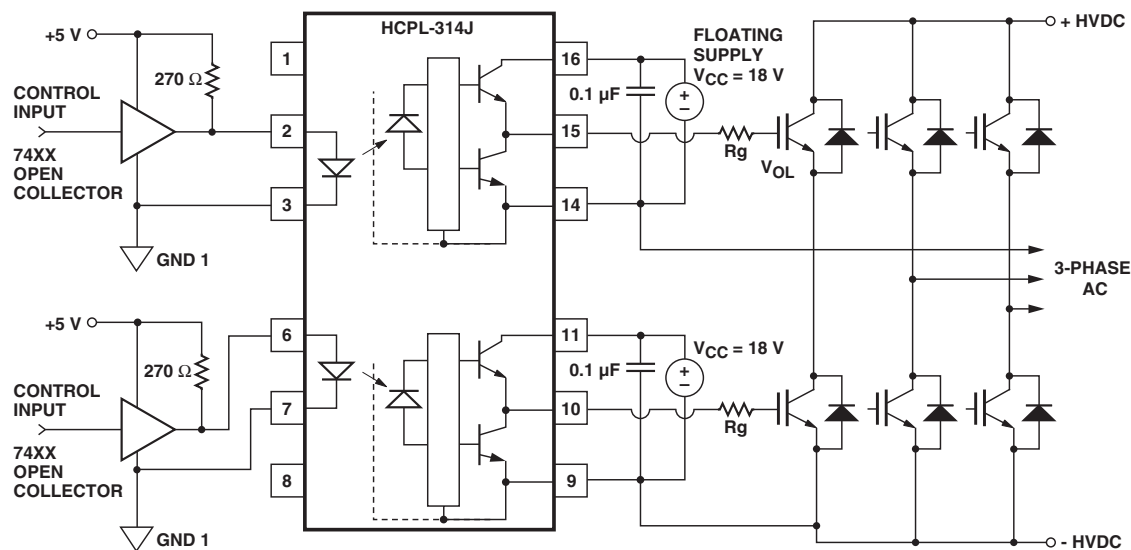 HCPL-314J
+5 V
270 Ω
CONTROL
INPUT
74XX
OPEN
COLLECTOR
GND 1
1
2
3
16
15
14
0.1 µF
FLOATING
SUPPLY
VCC = 18 V
+
−
Rg
VOL
+ HVDC
3-PHASE
AC
+5 V
270 Ω
CONTROL
INPUT
74XX
OPEN
COLLECTOR
GND 1
6
7
8
11
10
9
0.1 µF
VCC = 18 V
+
−
Rg
- HVDC